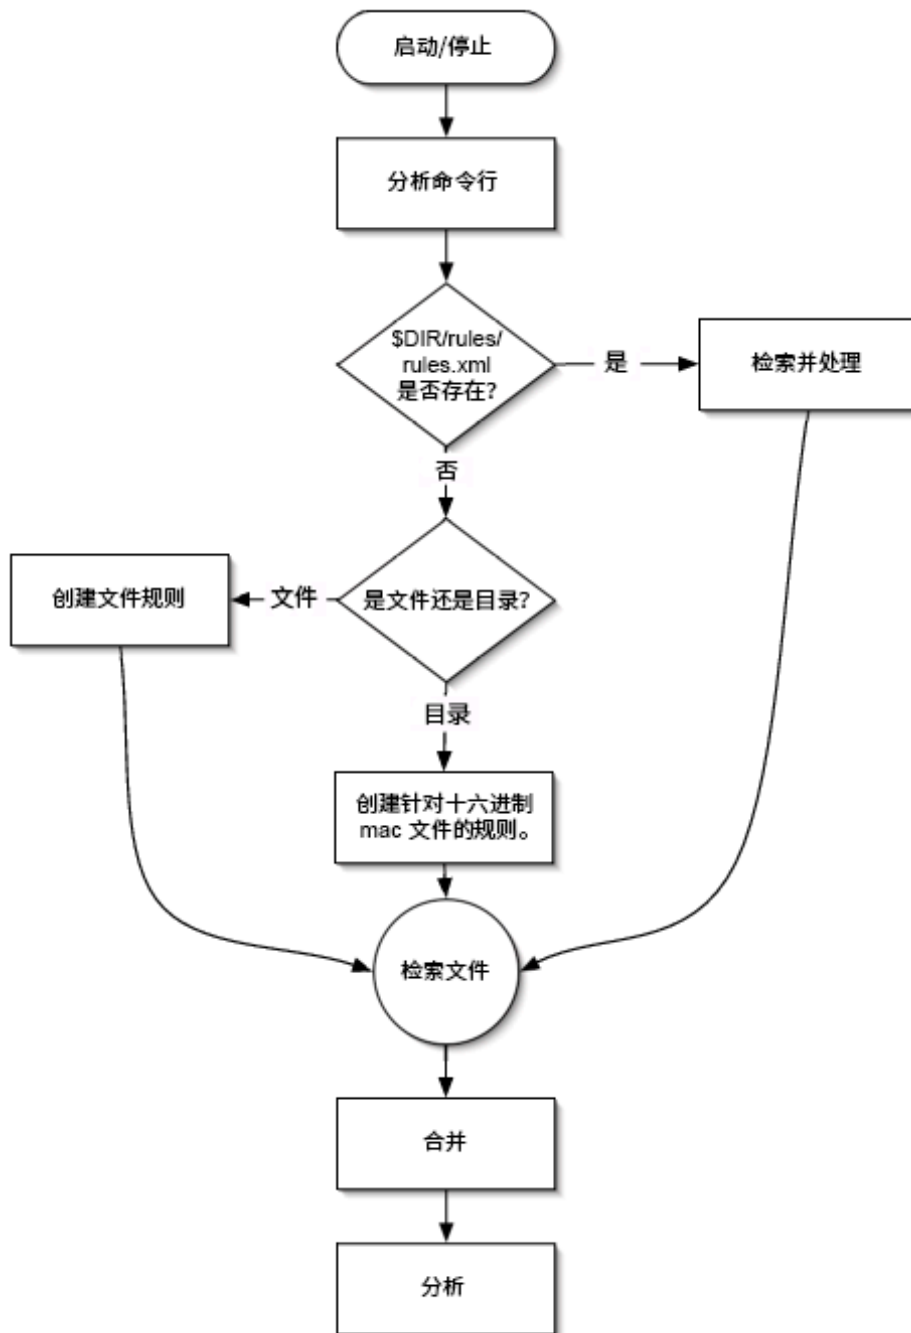 启动/停止
分析命令行
$DIR/rules/
rules.xml
是否存在?
是
检索并处理
否
是文件还是目录?
文件
创建文件规则
目录
创建针对十六进制
mac 文件的规则。
检索文件
合并
分析